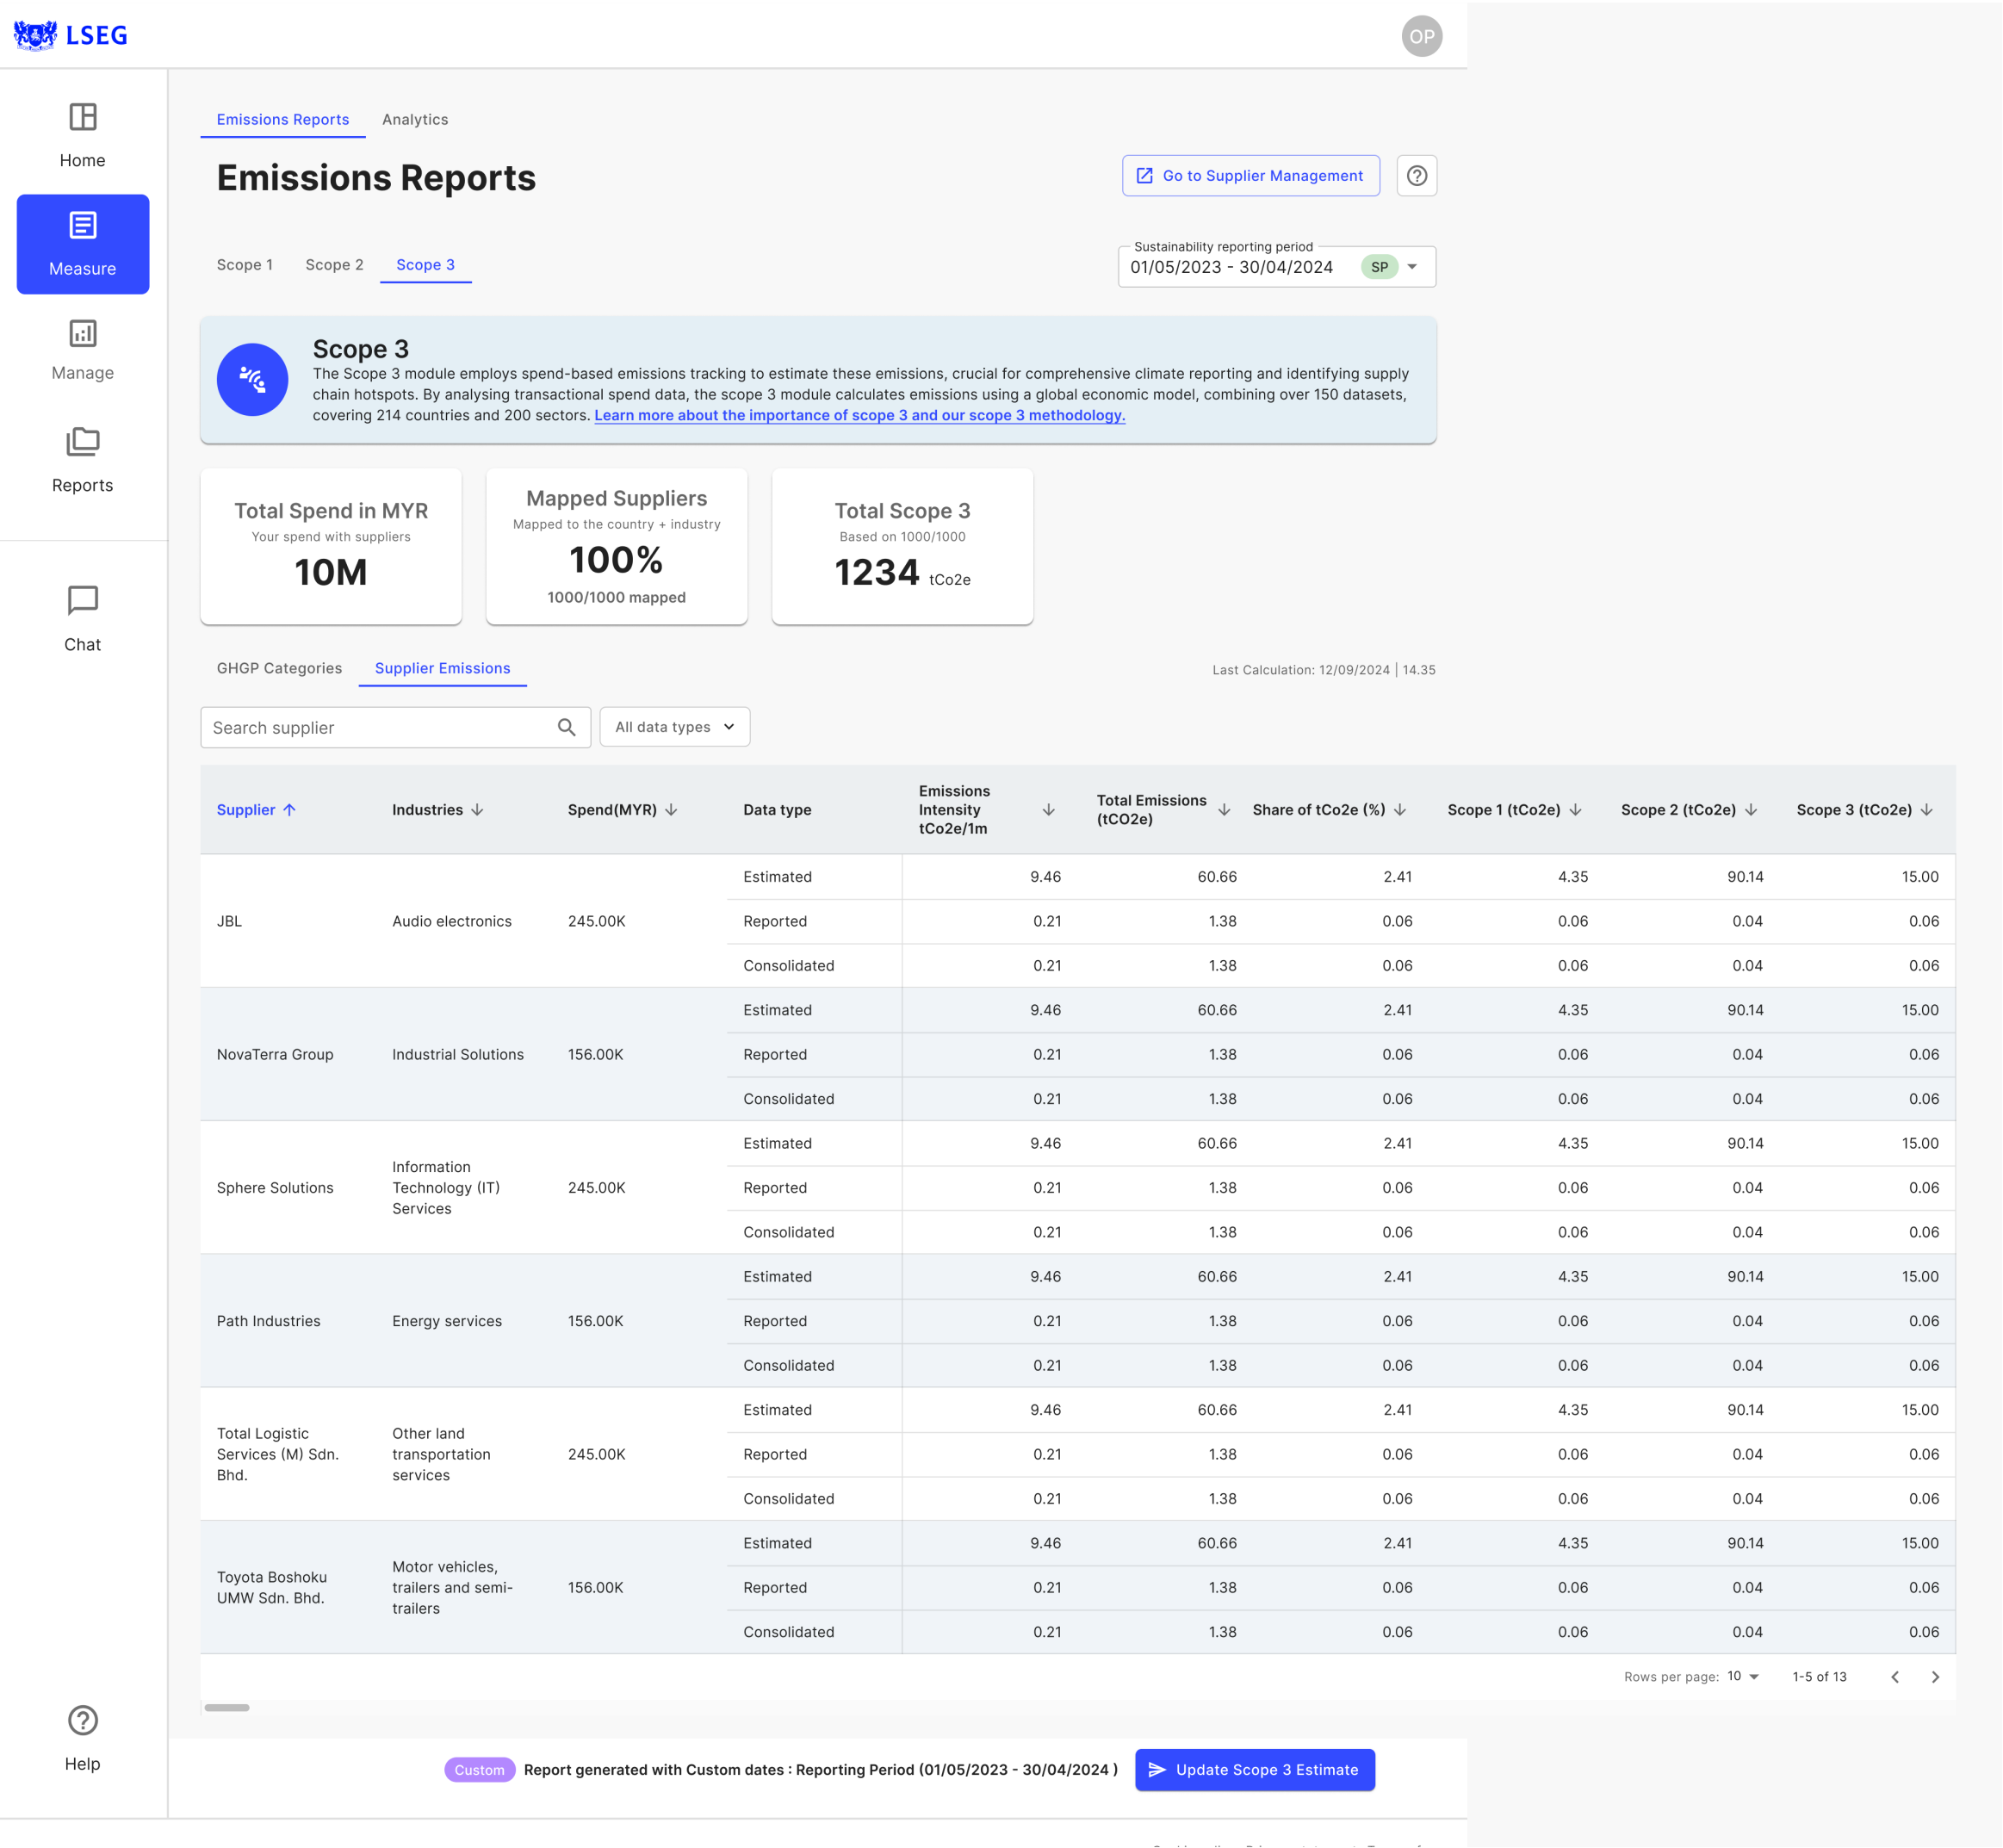 LSEG
OP
Home
Measure
Manage
Reports
Chat
Help
Emissions Reports Analytics
Emissions Reports
Go to Supplier Management
Scope 1 Scope 2 Scope 3
Sustainability reporting period
01/05/2023 - 30/04/2024 SP
Scope 3
The Scope 3 module employs spend-based emissions tracking to estimate these emissions, crucial for comprehensive climate reporting and identifying supply
chain hotspots. By analysing transactional spend data, the scope 3 module calculates emissions using a global economic model, combining over 150 datasets,
covering 214 countries and 200 sectors. Learn more about the importance of scope 3 and our scope 3 methodology.
Total Spend in MYR
Your spend with suppliers
10M
Mapped Suppliers
Mapped to the country + industry
100%
1000/1000 mapped
Total Scope 3
Based on 1000/1000
1234 tCo2e
GHGP Categories Supplier Emissions
Last Calculation: 12/09/2024 | 14.35
Search supplier
All data types
Supplier Industries Spend(MYR) Data type Emissions Intensity tCo2e/1m Total Emissions (tCO2e) Share of tCo2e (%) Scope 1 (tCo2e) Scope 2 (tCo2e) Scope 3 (tCo2e)
JBL Audio electronics 245.00K
Estimated 9.46 60.66 2.41 4.35 90.14 15.00
Reported 0.21 1.38 0.06 0.06 0.04 0.06
Consolidated 0.21 1.38 0.06 0.06 0.04 0.06
NovaTerra Group Industrial Solutions 156.00K
Estimated 9.46 60.66 2.41 4.35 90.14 15.00
Reported 0.21 1.38 0.06 0.06 0.04 0.06
Consolidated 0.21 1.38 0.06 0.06 0.04 0.06
Sphere Solutions Information Technology (IT) Services 245.00K
Estimated 9.46 60.66 2.41 4.35 90.14 15.00
Reported 0.21 1.38 0.06 0.06 0.04 0.06
Consolidated 0.21 1.38 0.06 0.06 0.04 0.06
Path Industries Energy services 156.00K
Estimated 9.46 60.66 2.41 4.35 90.14 15.00
Reported 0.21 1.38 0.06 0.06 0.04 0.06
Consolidated 0.21 1.38 0.06 0.06 0.04 0.06
Total Logistic Services (M) Sdn. Bhd. Other land transportation services 245.00K
Estimated 9.46 60.66 2.41 4.35 90.14 15.00
Reported 0.21 1.38 0.06 0.06 0.04 0.06
Consolidated 0.21 1.38 0.06 0.06 0.04 0.06
Toyota Boshoku UMW Sdn. Bhd. Motor vehicles, trailers and semi-trailers 156.00K
Estimated 9.46 60.66 2.41 4.35 90.14 15.00
Reported 0.21 1.38 0.06 0.06 0.04 0.06
Consolidated 0.21 1.38 0.06 0.06 0.04 0.06
Rows per page: 10 1-5 of 13
Custom Report generated with Custom dates : Reporting Period (01/05/2023 - 30/04/2024 )
Update Scope 3 Estimate